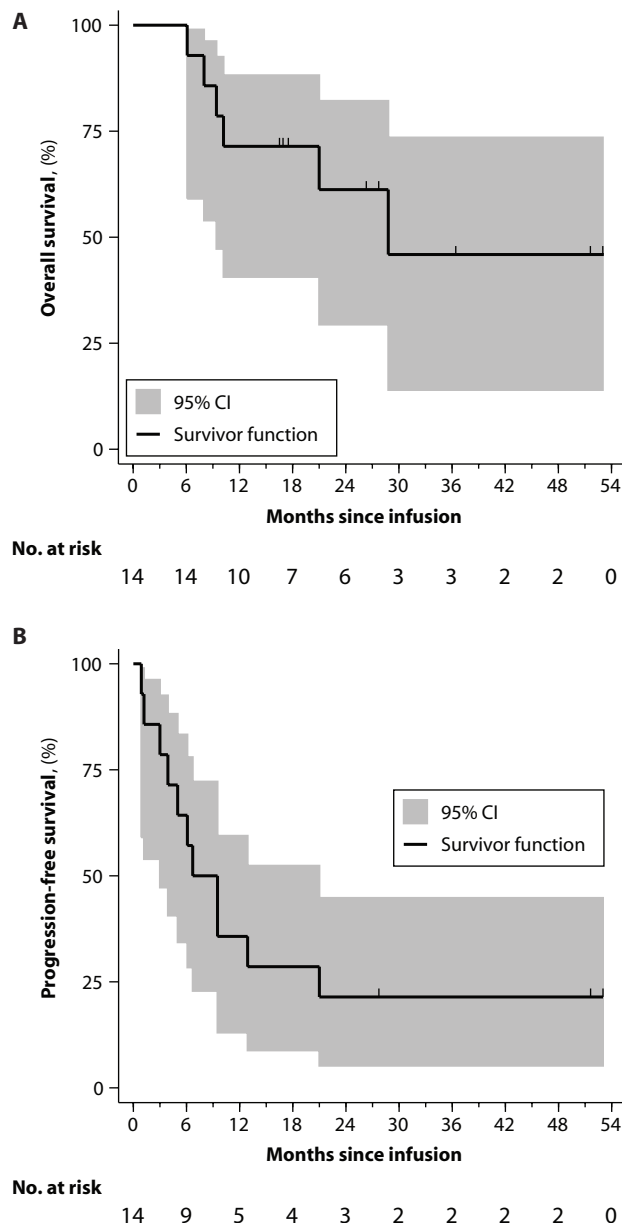 A
100
75
50
25
0
Overall survival, (%)
95% CI
Survivor function
0 6 12 18 24 30 36 42 48 54
Months since infusion
No. at risk
14 14 10 7 6 3 3 2 2 0
B
100
75
50
25
0
Progression-free survival, (%)
95% CI
Survivor function
0 6 12 18 24 30 36 42 48 54
Months since infusion
No. at risk
14 9 5 4 3 2 2 2 2 0